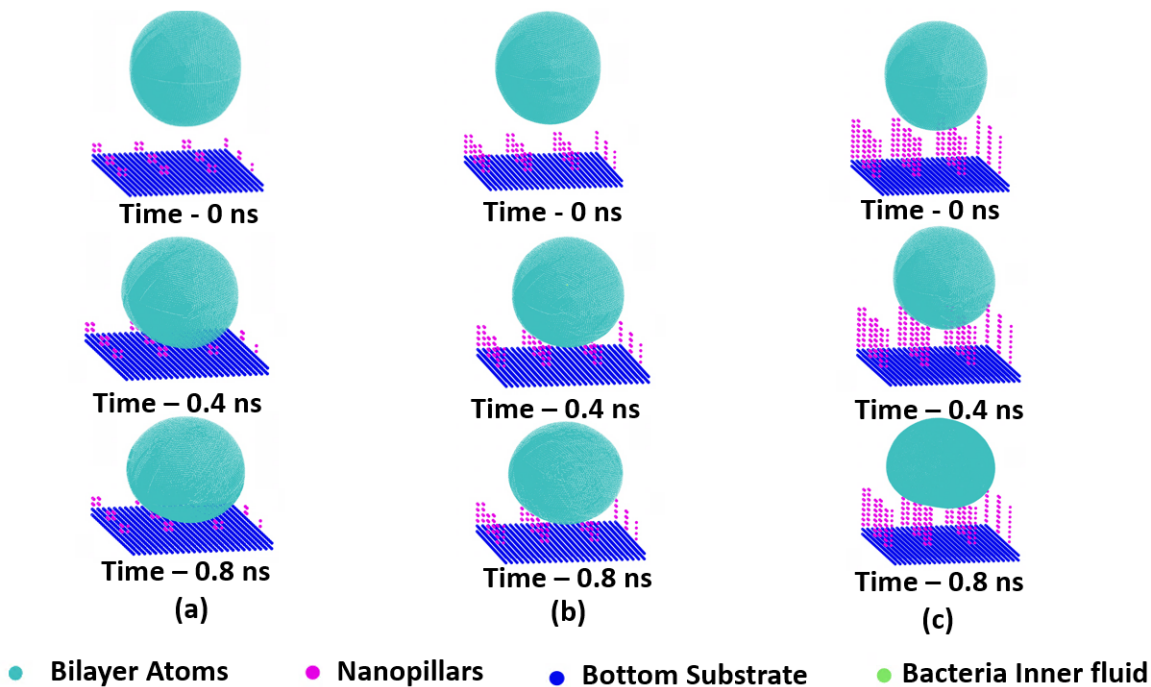 Time - 0 ns
Time - 0 ns
Time - 0 ns
Time – 0.4 ns
Time – 0.4 ns
Time – 0.4 ns
Time – 0.8 ns
Time – 0.8 ns
Time – 0.8 ns
(a)
(b)
(c)
Bilayer Atoms
Nanopillars
Bottom Substrate
Bacteria Inner fluid